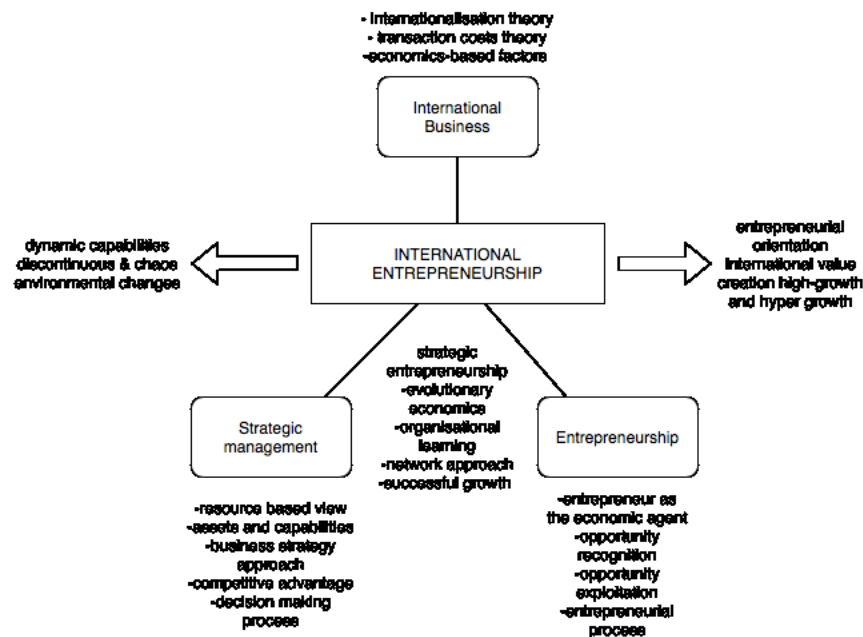 - Internationalisation theory
- transaction costs theory
-economics-based factors
International
Business
dynamic capabilities
discontinuous & chaos
environmental changes
INTERNATIONAL
ENTREPRENEURSHIP
entrepreneurial
orientation
international value
creation high-growth
and hyper growth
strategic
entrepreneurship
-evolutionary
economics
-organisational
learning
-network approach
-successful growth
Strategic
management
Entrepreneurship
-resource based view
-assets and capabilities
-business strategy
approach
-competitive advantage
-decision making
process
-entrepreneur as
the economic agent
-opportunity
recognition
-opportunity
exploitation
-entrepreneurial
process